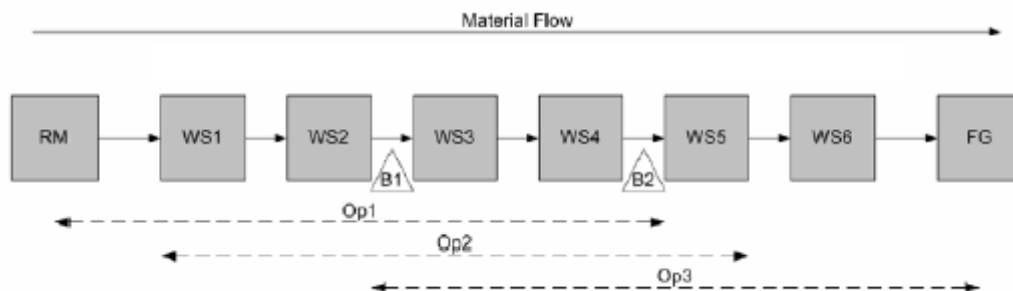 Material Flow
RM WS1 WS2 WS3 WS4 WS5 WS6 FG
B1 B2
Op1
Op2
Op3